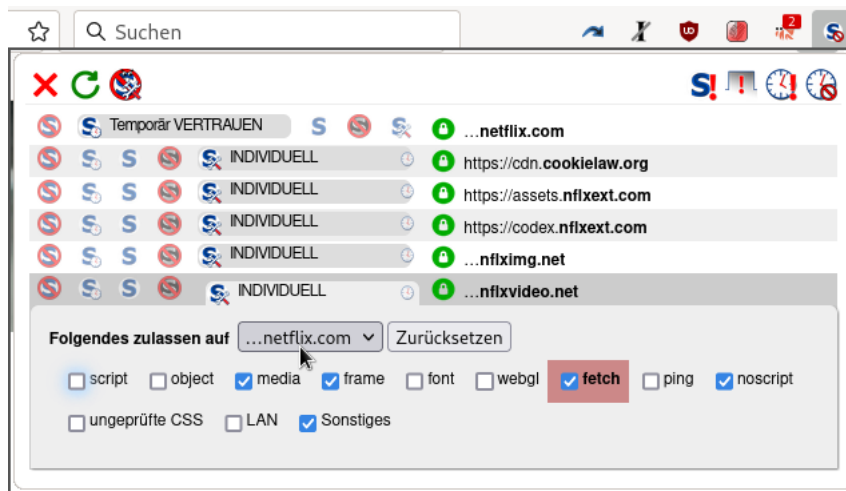 Suchen
2
Temporär VERTRAUEN …netflix.com
INDIVIDUELL https://cdn.cookielaw.org
INDIVIDUELL https://assets.nflxext.com
INDIVIDUELL https://codex.nflxext.com
INDIVIDUELL …nflximg.net
INDIVIDUELL …nflxvideo.net
Folgendes zulassen auf …netflix.com Zurücksetzen
script object media frame font webgl fetch ping noscript
ungeprüfte CSS LAN Sonstiges